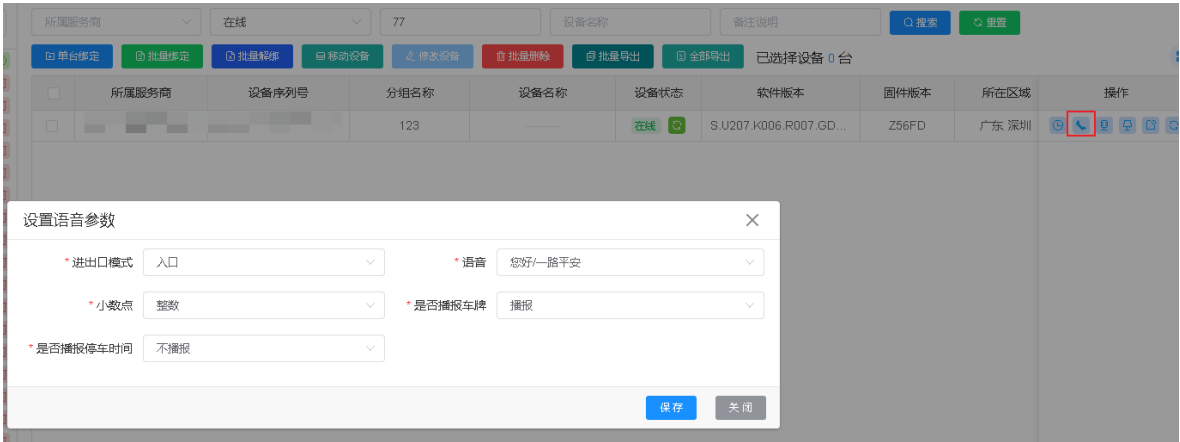 所属服务商 在线 77 设备名称 备注说明 搜索 重置
单台绑定 批量绑定 批量解绑 移动设备 修改设备 批量删除 批量导出 全部导出 已选择设备 0 台
所属服务商 设备序列号 分组名称 设备名称 设备状态 软件版本 固件版本 所在区域 操作
123 在线 S.U207.K006.R007.GD... Z56FD 广东 深圳
设置语音参数
* 进出口模式 入口 * 语音 您好/一路平安
* 小数点 整数 * 是否播报车牌 播报
* 是否播报停车时间 不播报
保存 关闭